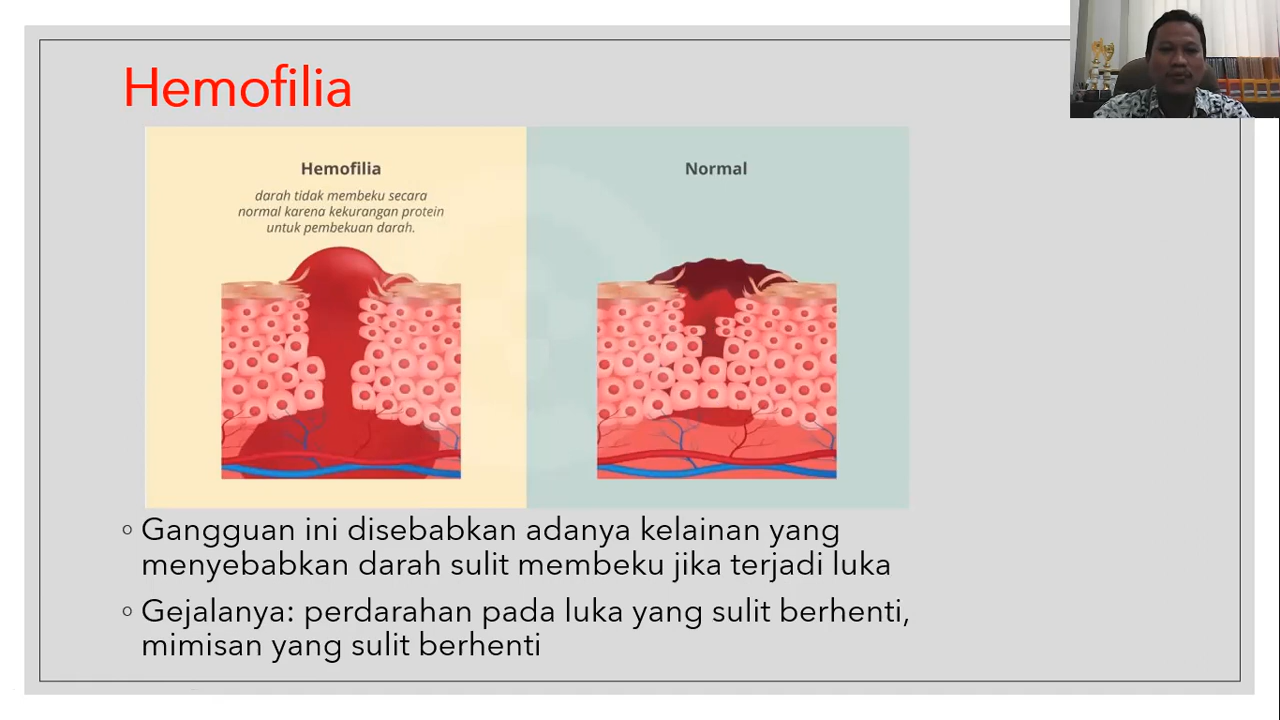 Hemofilia
Hemofilia
darah tidak membeku secara
normal karena kekurangan protein
untuk pembekuan darah.
Normal
◦ Gangguan ini disebabkan adanya kelainan yang
menyebabkan darah sulit membeku jika terjadi luka
◦ Gejalanya: perdarahan pada luka yang sulit berhenti,
mimisan yang sulit berhenti